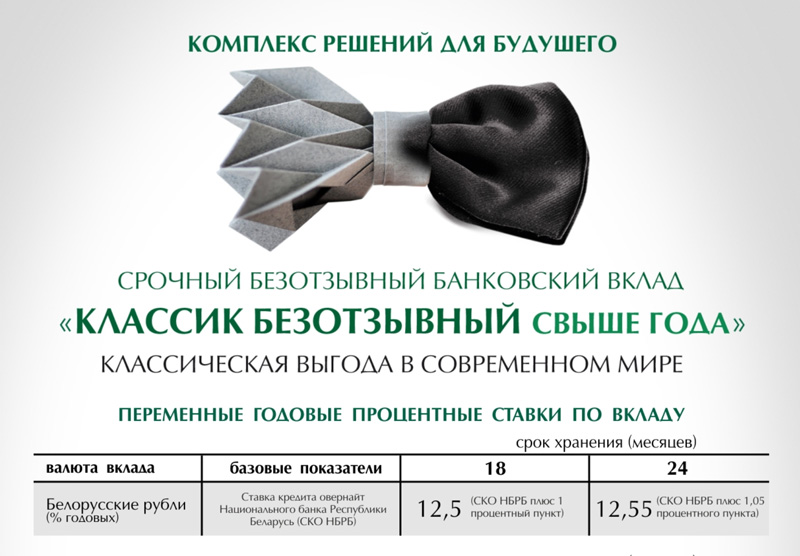 КОМПЛЕКС РЕШЕНИЙ ДЛЯ БУДУЩЕГО
СРОЧНЫЙ БЕЗОТЗЫВНЫЙ БАНКОВСКИЙ ВКЛАД
«КЛАССИК БЕЗОТЗЫВНЫЙ СВЫШЕ ГОДА»
КЛАССИЧЕСКАЯ ВЫГОДА В СОВРЕМЕННОМ МИРЕ
ПЕРЕМЕННЫЕ ГОДОВЫЕ ПРОЦЕНТНЫЕ СТАВКИ ПО ВКЛАДУ
срок хранения (месяцев)
валюта вклада базовые показатели 18 24
Белорусские рубли
(% годовых)
Ставка кредита овернайт
Национального банка Республики
Беларусь (СКО НБРБ)
12,5 (СКО НБРБ плюс 1
процентный пункт)
12,55 (СКО НБРБ плюс 1,05
процентного пункта)